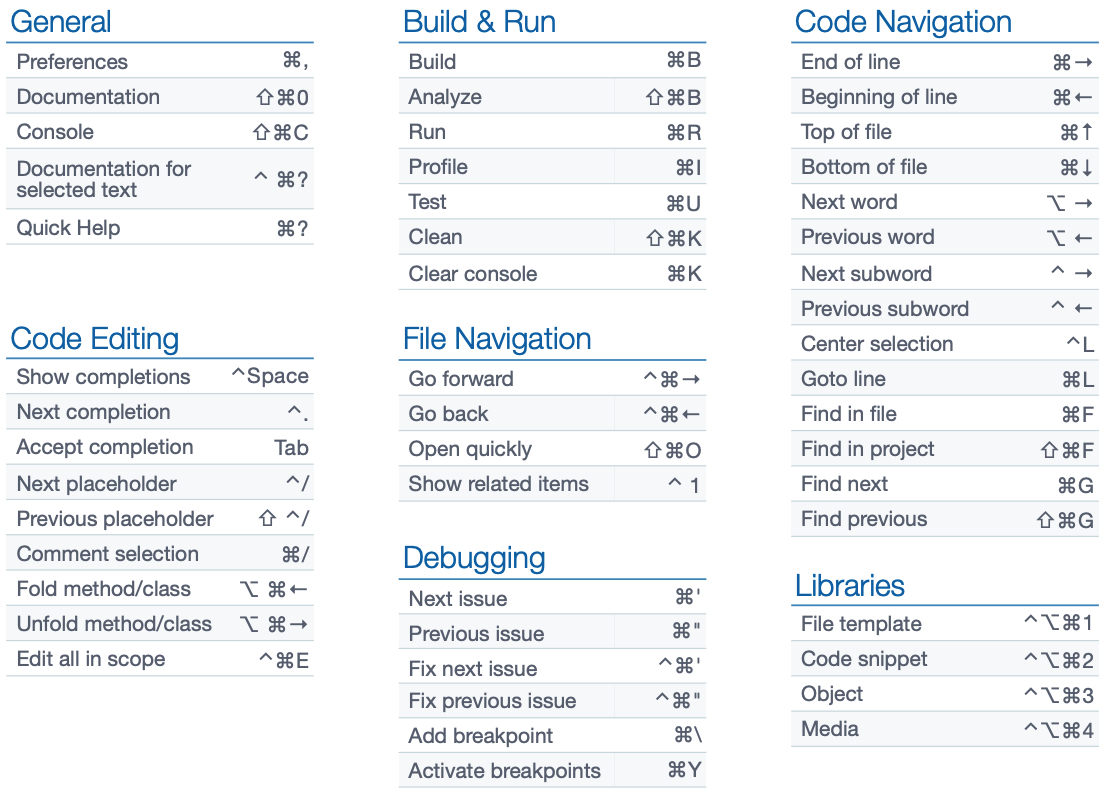 General
Preferences ⌘,
Documentation ⇧⌘0
Console ⇧⌘C
Documentation for
selected text ^ ⌘?
Quick Help ⌘?
Code Editing
Show completions ^Space
Next completion ^.
Accept completion Tab
Next placeholder ^/
Previous placeholder ⇧ ^/
Comment selection ⌘/
Fold method/class ⌥ ⌘←
Unfold method/class ⌥ ⌘→
Edit all in scope ^⌘E
Build & Run
Build ⌘B
Analyze ⇧⌘B
Run ⌘R
Profile ⌘I
Test ⌘U
Clean ⇧⌘K
Clear console ⌘K
File Navigation
Go forward ^⌘→
Go back ^⌘←
Open quickly ⇧⌘O
Show related items ^ 1
Debugging
Next issue ⌘'
Previous issue ⌘"
Fix next issue ^⌘'
Fix previous issue ^⌘"
Add breakpoint ⌘\
Activate breakpoints ⌘Y
Code Navigation
End of line ⌘→
Beginning of line ⌘←
Top of file ⌘↑
Bottom of file ⌘↓
Next word ⌥ →
Previous word ⌥ ←
Next subword ^ →
Previous subword ^ ←
Center selection ^L
Goto line ⌘L
Find in file ⌘F
Find in project ⇧⌘F
Find next ⌘G
Find previous ⇧⌘G
Libraries
File template ^⌥⌘1
Code snippet ^⌥⌘2
Object ^⌥⌘3
Media ^⌥⌘4